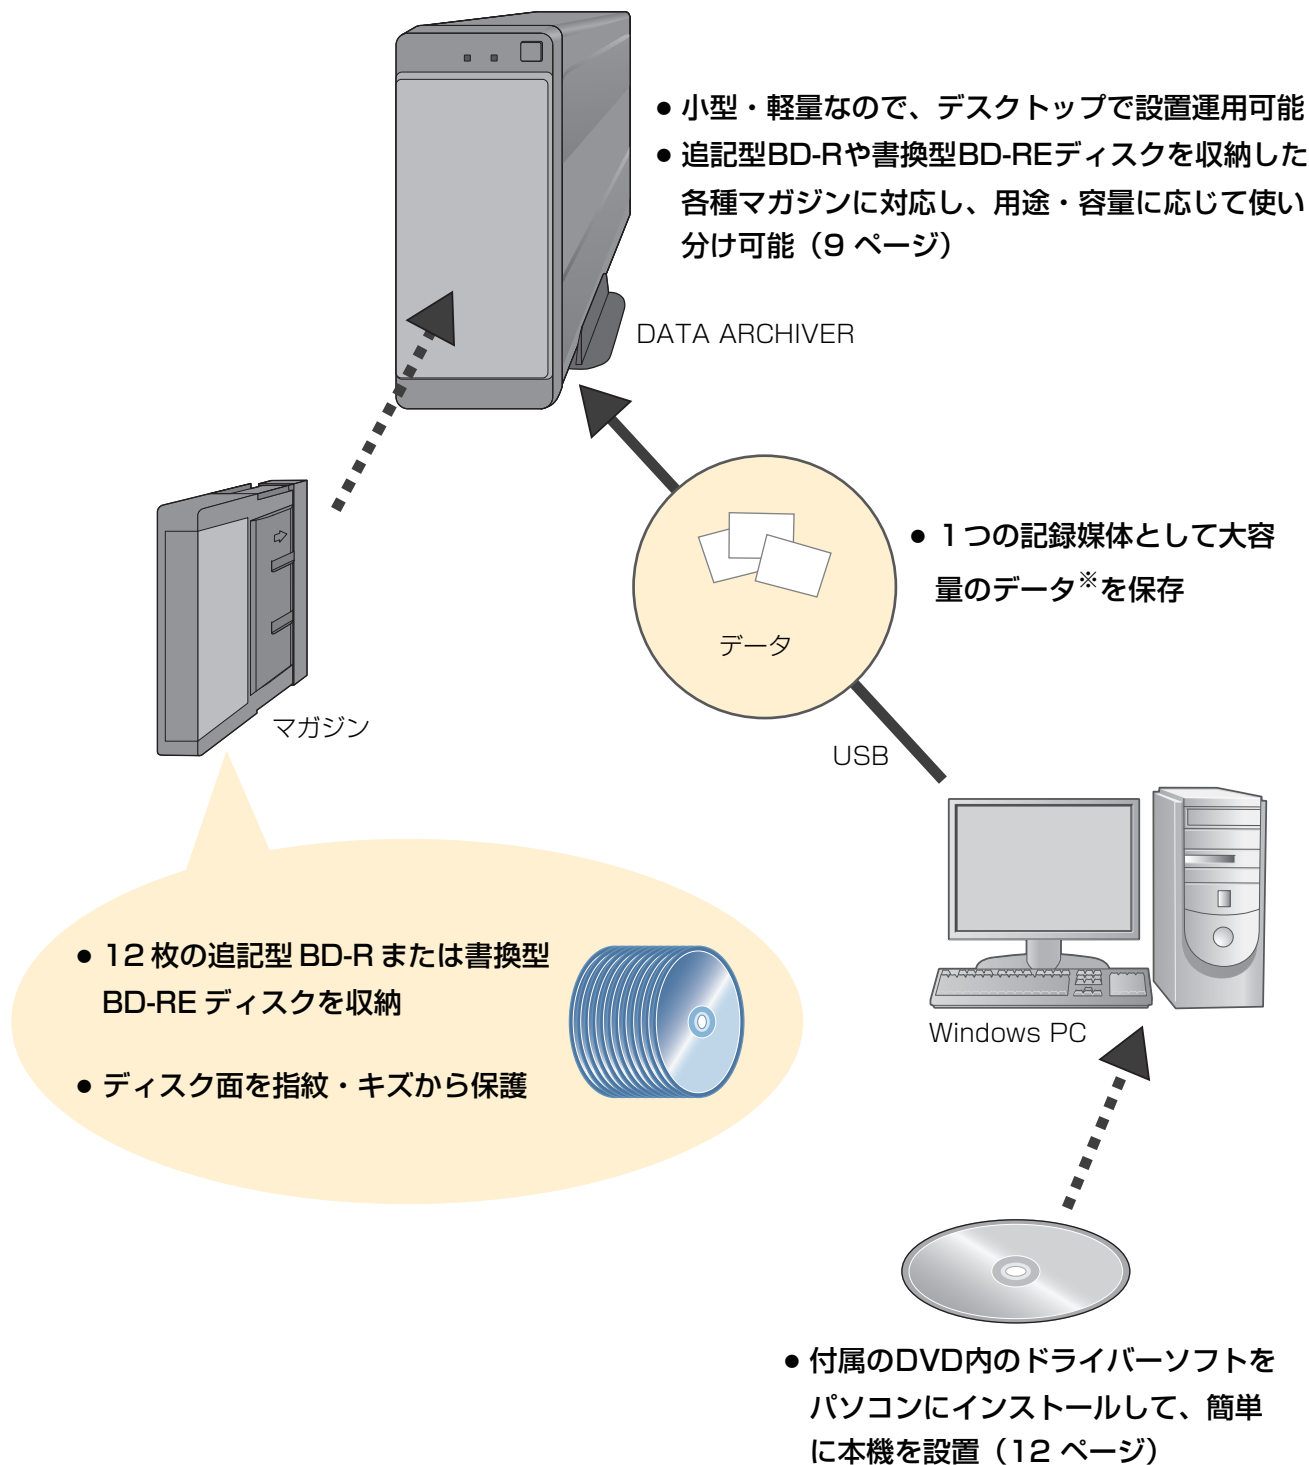 ● 小型・軽量なので、デスクトップで設置運用可能
● 追記型BD-Rや書換型BD-REディスクを収納した
各種マガジンに対応し、用途・容量に応じて使い
分け可能（9 ページ）
DATA ARCHIVER
● 1つの記録媒体として大容
量のデータ※を保存
データ
マガジン
USB
● 12 枚の追記型 BD-R または書換型
BD-RE ディスクを収納
● ディスク面を指紋・キズから保護
Windows PC
● 付属のDVD内のドライバーソフトを
パソコンにインストールして、簡単
に本機を設置（12 ページ）